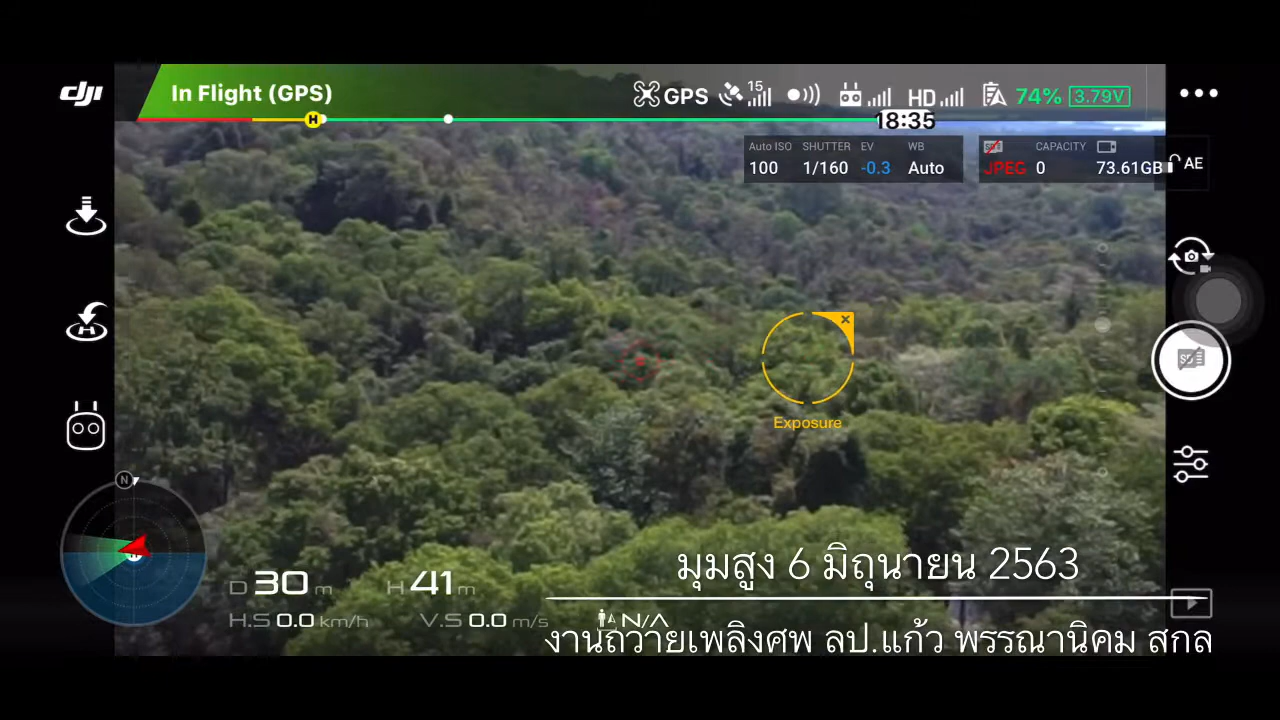 dji
In Flight (GPS)
GPS 15 HD 74% 3.79V
H 18:35
Auto ISO SHUTTER EV WB CAPACITY
100 1/160 -0.3 Auto JPEG 0 73.61GB AE
Exposure
N
D 30 m H 41 m
H.S 0.0 km/h V.S 0.0 m/s N/A
มุมสูง 6 มิถุนายน 2563
งานถวายเพลิงศพ ลป.แก้ว พรรณานิคม สกล